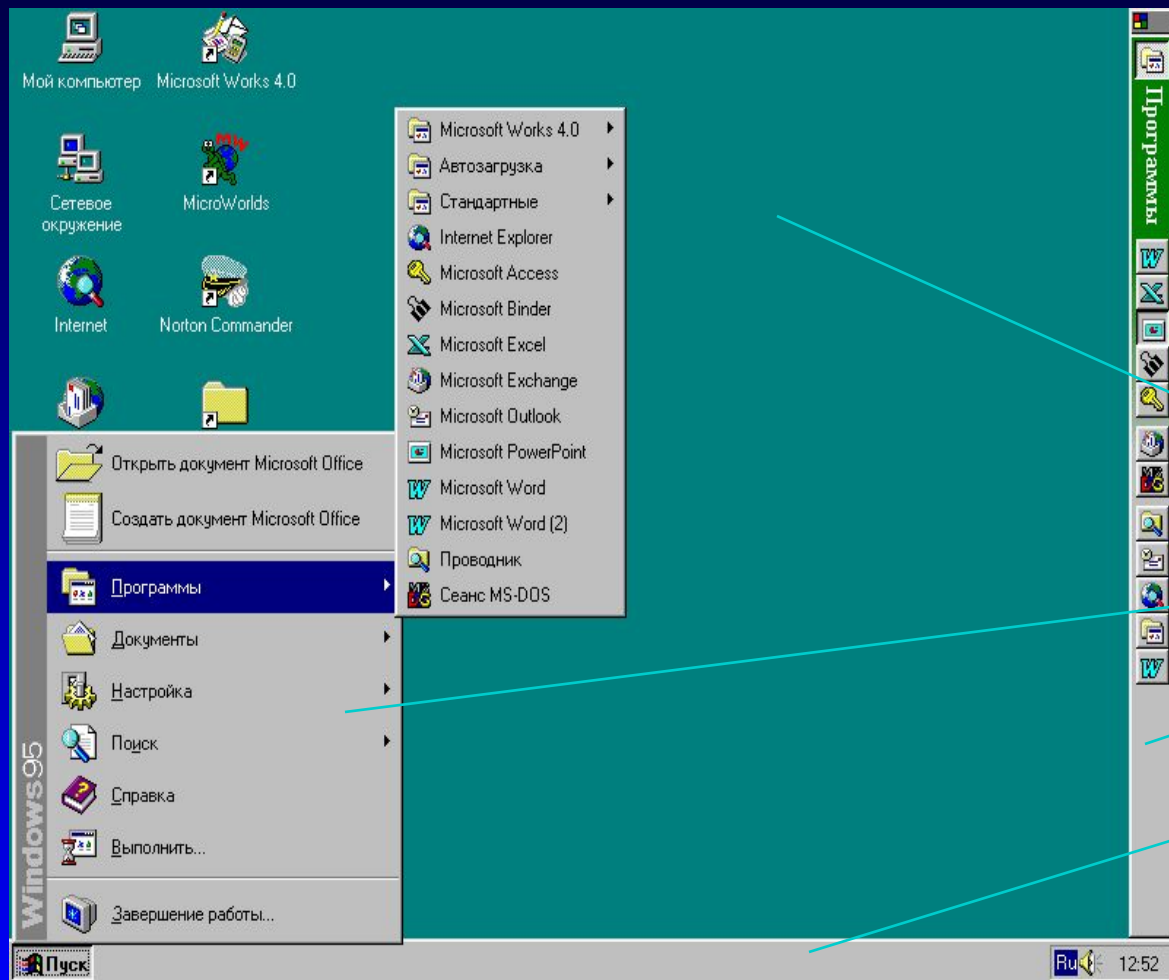 Мой компьютер
Microsoft Works 4.0
Сетевое
окружение
MicroWorlds
Internet
Norton Commander
Microsoft Works 4.0
Автозагрузка
Стандартные
Internet Explorer
Microsoft Access
Microsoft Binder
Microsoft Excel
Microsoft Exchange
Microsoft Outlook
Microsoft PowerPoint
Microsoft Word
Microsoft Word (2)
Проводник
Сеанс MS-DOS
Открыть документ Microsoft Office
Создать документ Microsoft Office
Программы
Документы
Настройка
Поиск
Справка
Выполнить...
Завершение работы...
Windows95
Пуск
Программы
Ru
12:52